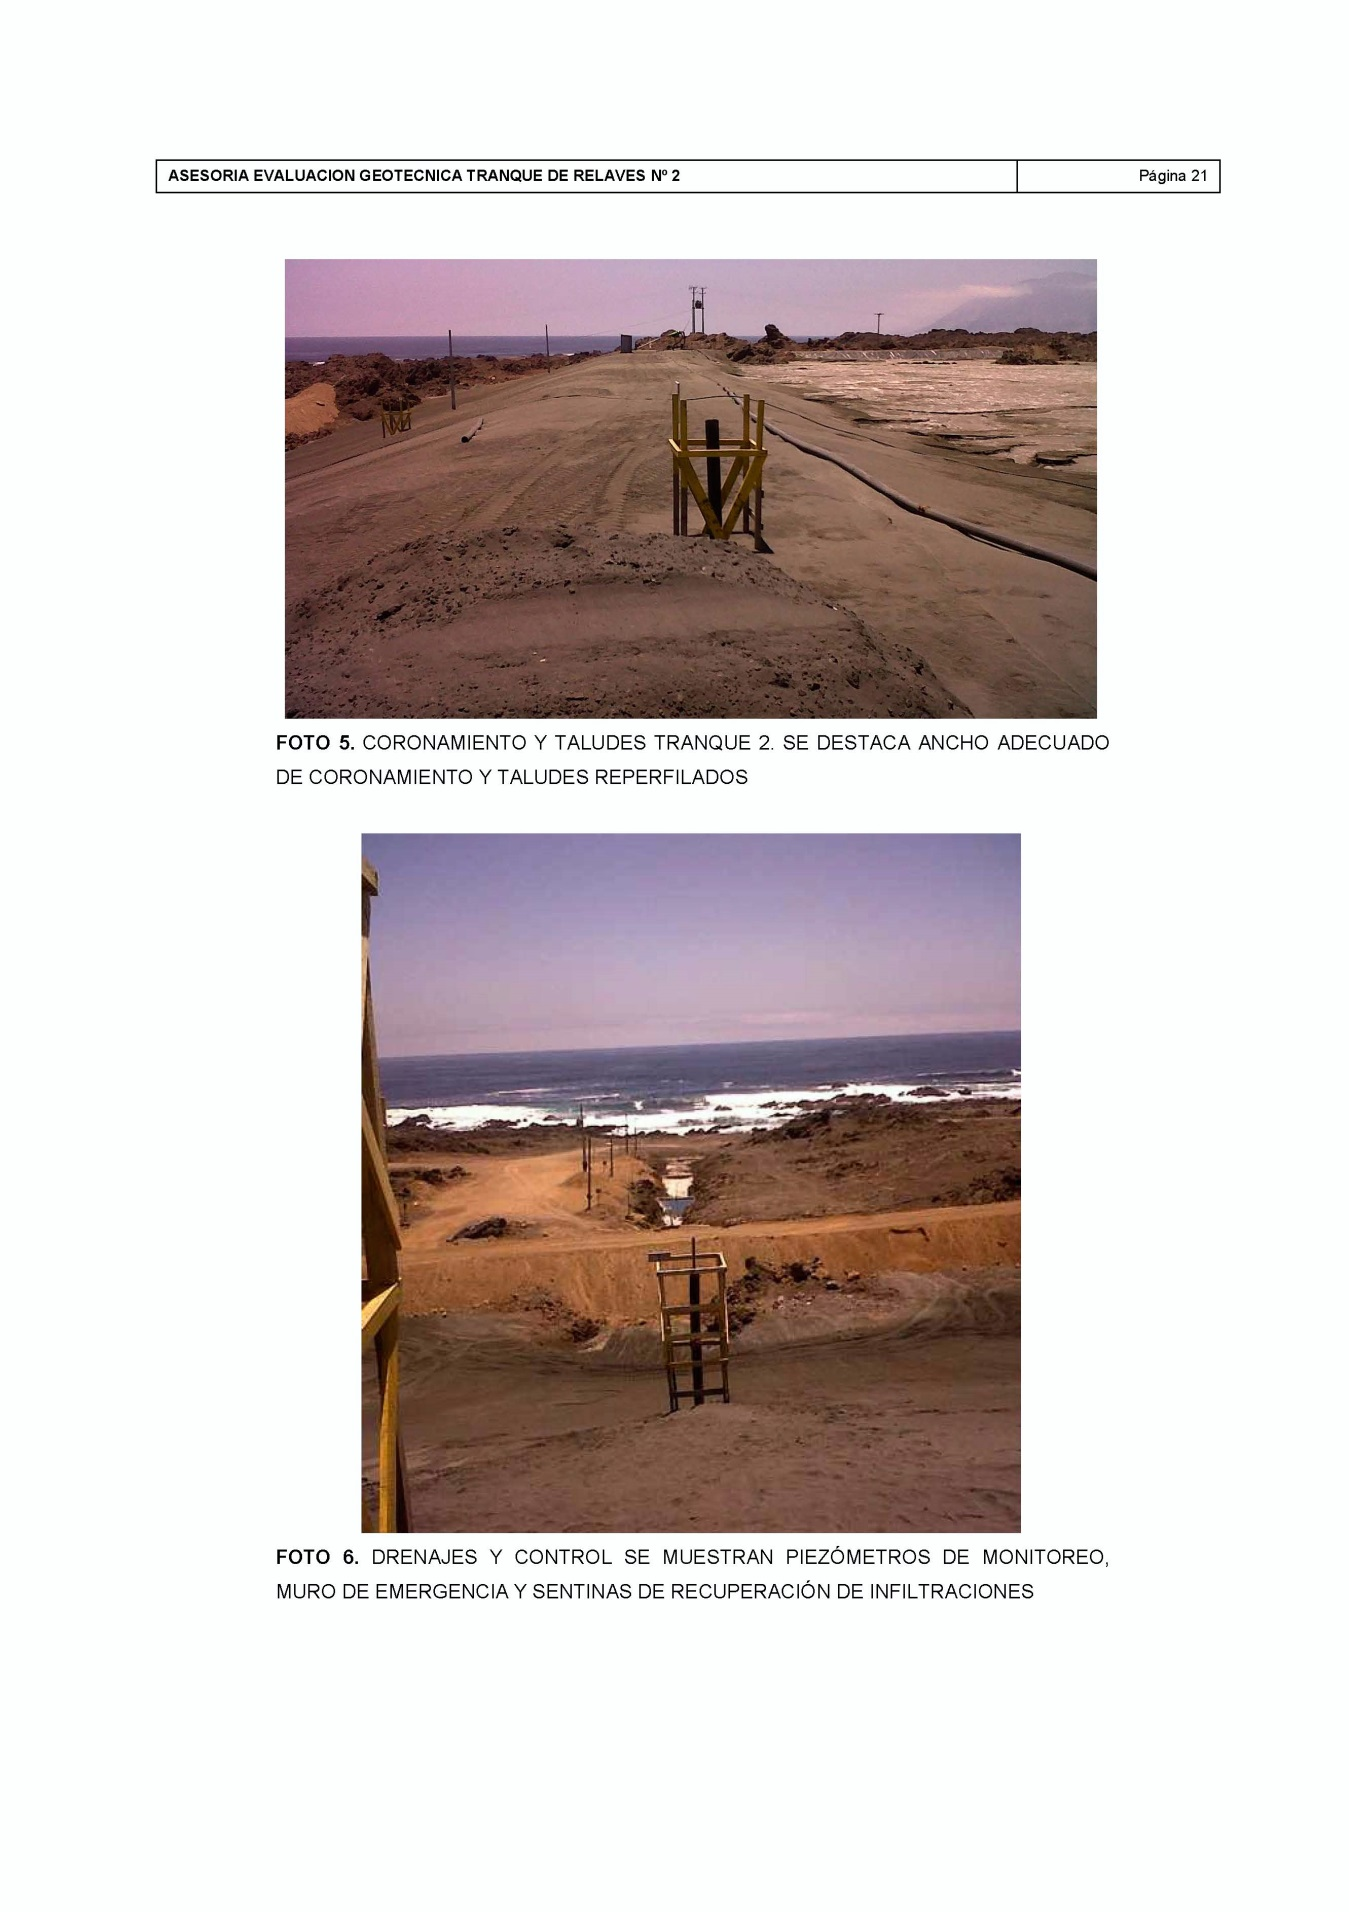 ASESORIA EVALUACION GEOTECNICA TRANQUE DE RELAVES Nº 2
Página 21
FOTO 5. CORONAMIENTO Y TALUDES TRANQUE 2. SE DESTACA ANCHO ADECUADO
DE CORONAMIENTO Y TALUDES REPERFILADOS
FOTO 6. DRENAJES Y CONTROL SE MUESTRAN PIEZÓMETROS DE MONITOREO,
MURO DE EMERGENCIA Y SENTINAS DE RECUPERACIÓN DE INFILTRACIONES